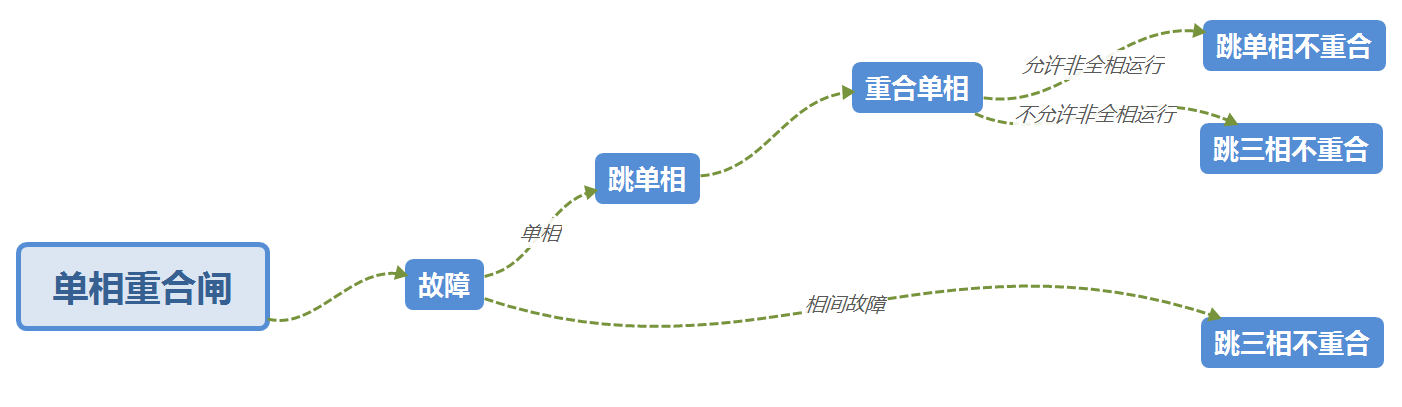 跳单相不重合
允许非全相运行
重合单相
不允许非全相运行
跳三相不重合
跳单相
单相
单相重合闸
故障
相间故障
跳三相不重合